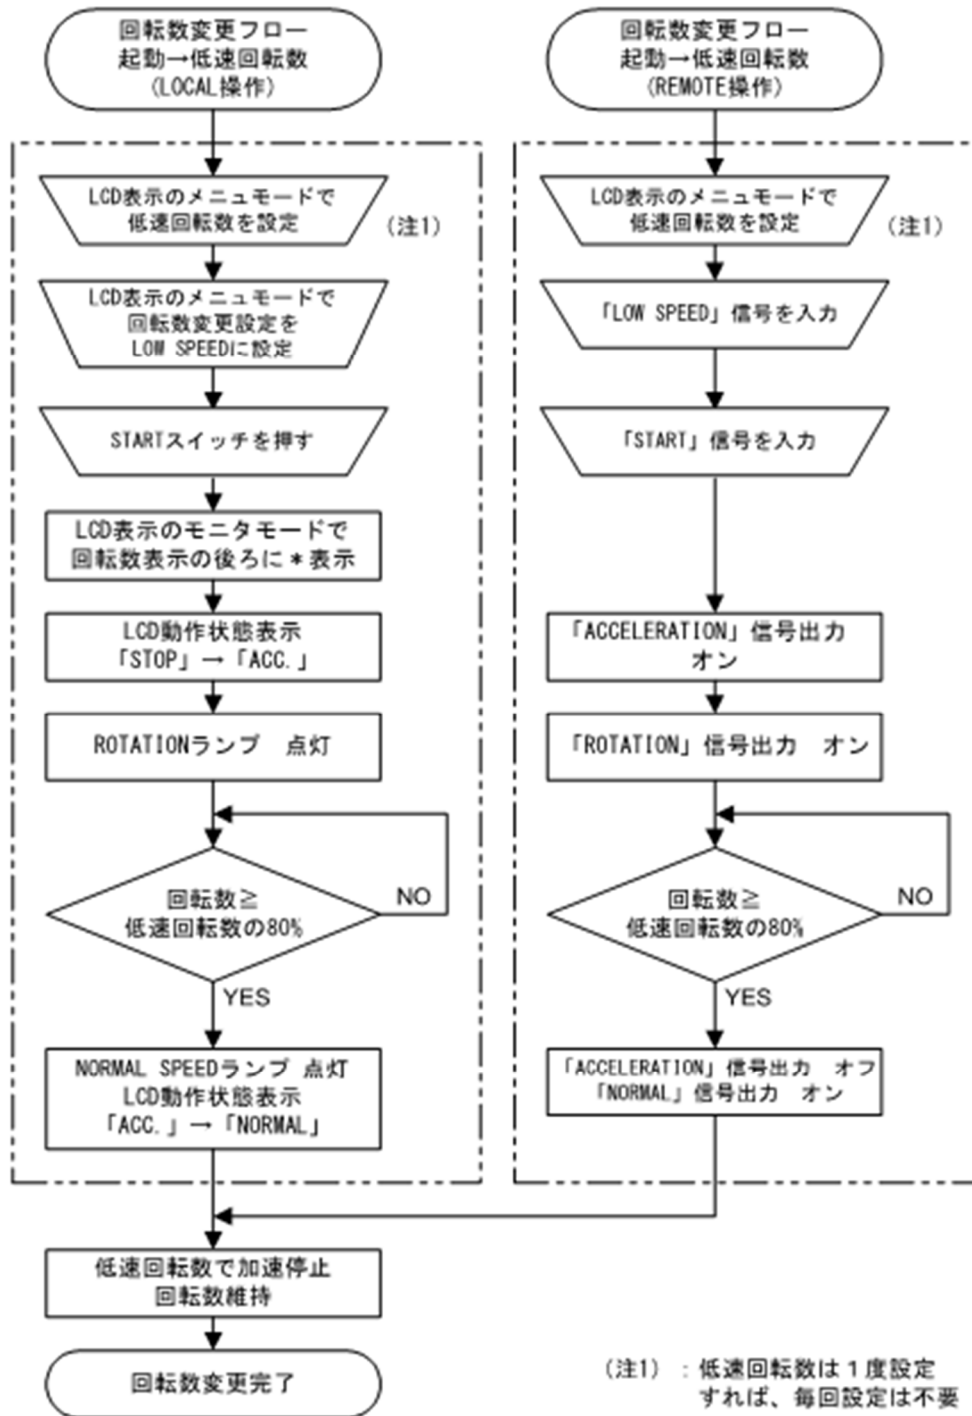 回転数変更フロー
起動→低速回転数
(LOCAL操作)
LCD表示のメニュモードで
低速回転数を設定
(注1)
LCD表示のメニュモードで
回転数変更設定を
LOW SPEEDに設定
STARTスイッチを押す
LCD表示のモニタモードで
回転数表示の後ろに＊表示
LCD動作状態表示
「STOP」→「ACC.」
ROTATIONランプ　点灯
回転数≧
低速回転数の80%
NO
YES
NORMAL SPEEDランプ 点灯
LCD動作状態表示
「ACC.」→「NORMAL」
回転数変更フロー
起動→低速回転数
(REMOTE操作)
LCD表示のメニュモードで
低速回転数を設定
(注1)
「LOW SPEED」信号を入力
「START」信号を入力
「ACCELERATION」信号出力
オン
「ROTATION」信号出力　オン
回転数≧
低速回転数の80%
NO
YES
「ACCELERATION」信号出力　オフ
「NORMAL」信号出力　オン
低速回転数で加速停止
回転数維持
回転数変更完了
(注1)　：低速回転数は１度設定
すれば、毎回設定は不要